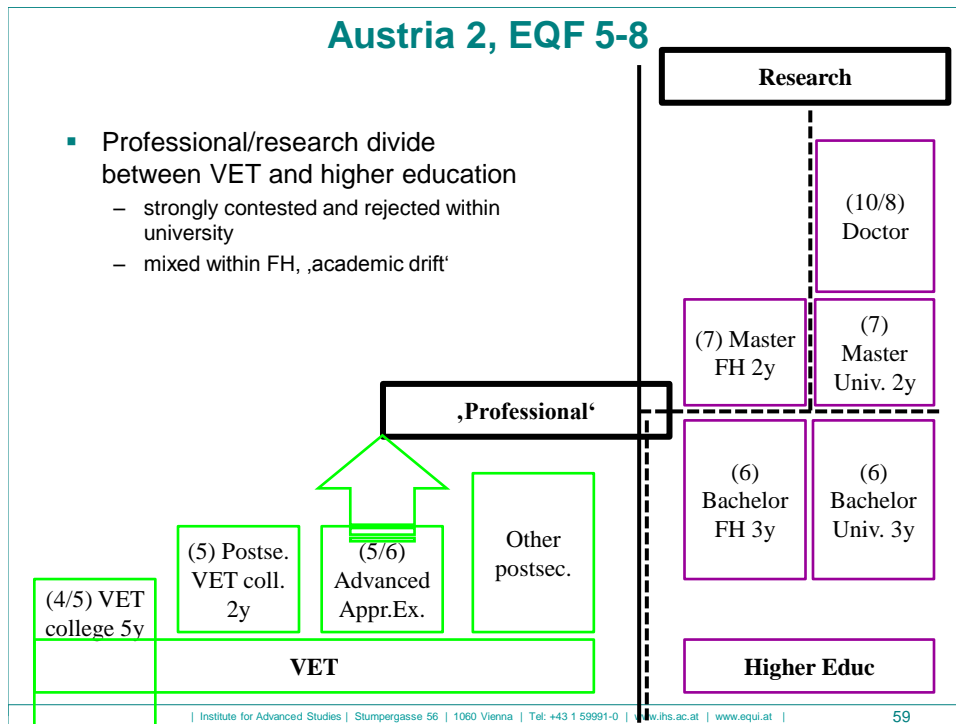 Austria 2, EQF 5-8
Research
▪ Professional/research divide
between VET and higher education
– strongly contested and rejected within
university
– mixed within FH, ‚academic drift‘
(10/8)
Doctor
(7) Master
FH 2y
(7)
Master
Univ. 2y
‚Professional‘
(6)
Bachelor
FH 3y
(6)
Bachelor
Univ. 3y
Other
postsec.
(5) Postse.
VET coll.
2y
(5/6)
Advanced
Appr.Ex.
(4/5) VET
college 5y
VET
Higher Educ
| Institute for Advanced Studies | Stumpergasse 56 | 1060 Vienna | Tel: +43 1 59991-0 | www.ihs.ac.at | www.equi.at |
59